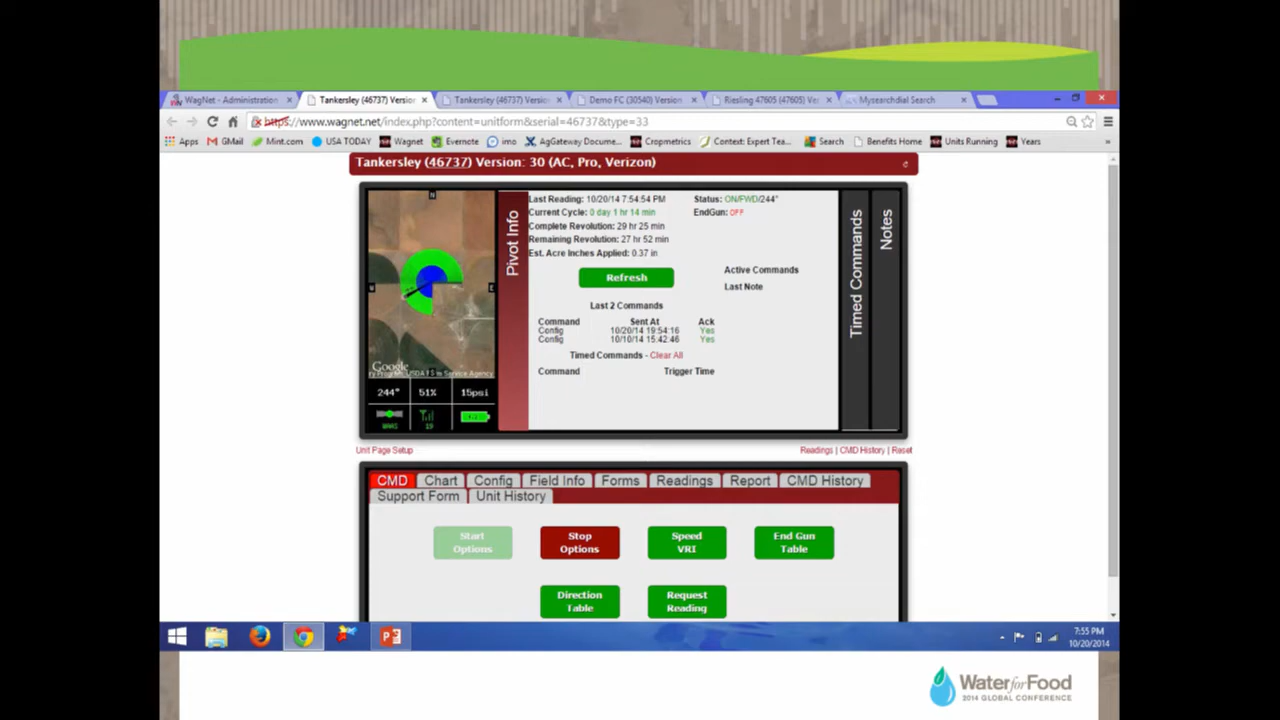 WagNet - Administration
Tankersley (46737) Versior
Tankersley (46737) Version
Demo FC (30540) Version
Riesling 47605 (47605) Ver
Mysearchdial Search
https://www.wagnet.net/index.php?content=unitform&serial=46737&type=33
Apps
GMail
Mint.com
USA TODAY
Wagnet
Evernote
imo
AgGateway Docume...
Cropmetrics
Context: Expert Tea...
Search
Benefits Home
Units Running
Years
»
Tankersley (46737) Version: 30 (AC, Pro, Verizon)
N
W
E
Google
244°
51%
15psi
WAAS
19
Pivot Info
Last Reading: 10/20/14 7:54:54 PM
Status: ON/FWD/244°
Current Cycle: 0 day 1 hr 14 min
EndGun: OFF
Complete Revolution: 29 hr 25 min
Remaining Revolution: 27 hr 52 min
Est. Acre Inches Applied: 0.37 in
Refresh
Active Commands
Last Note
Last 2 Commands
Command Sent At Ack
Config 10/20/14 19:54:16 Yes
Config 10/10/14 15:42:46 Yes
Timed Commands - Clear All
Command Trigger Time
Timed Commands
Notes
Unit Page Setup
Readings | CMD History | Reset
CMD Chart Config Field Info Forms Readings Report CMD History
Support Form Unit History
Start
Options
Stop
Options
Speed
VRI
End Gun
Table
Direction
Table
Request
Reading
7:55 PM
10/20/2014
Water for Food
2014 GLOBAL CONFERENCE